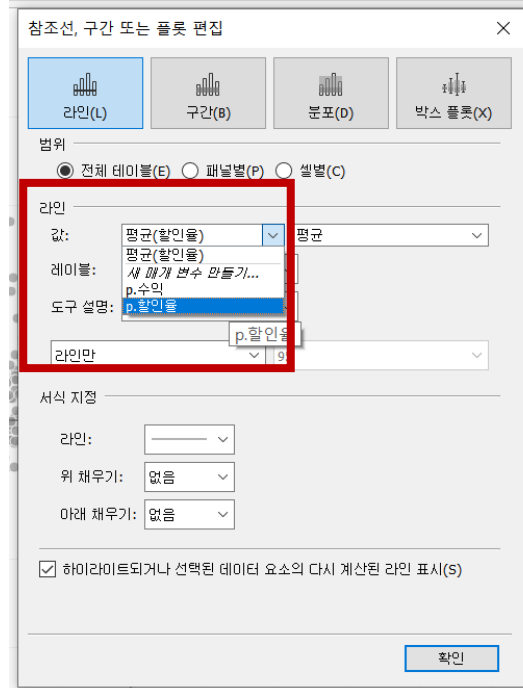 참조선, 구간 또는 플롯 편집
라인(L) 구간(B) 분포(D) 박스 플롯(X)
범위
전체 테이블(E) 패널별(P) 셀별(C)
라인
값: 평균(할인율) 평균
평균(할인율)
레이블: 새 매개 변수 만들기...
p.수익
도구 설명: p.할인율
p.할인율
라인만
서식 지정
라인:
위 채우기: 없음
아래 채우기: 없음
하이라이트되거나 선택된 데이터 요소의 다시 계산된 라인 표시(S)
확인